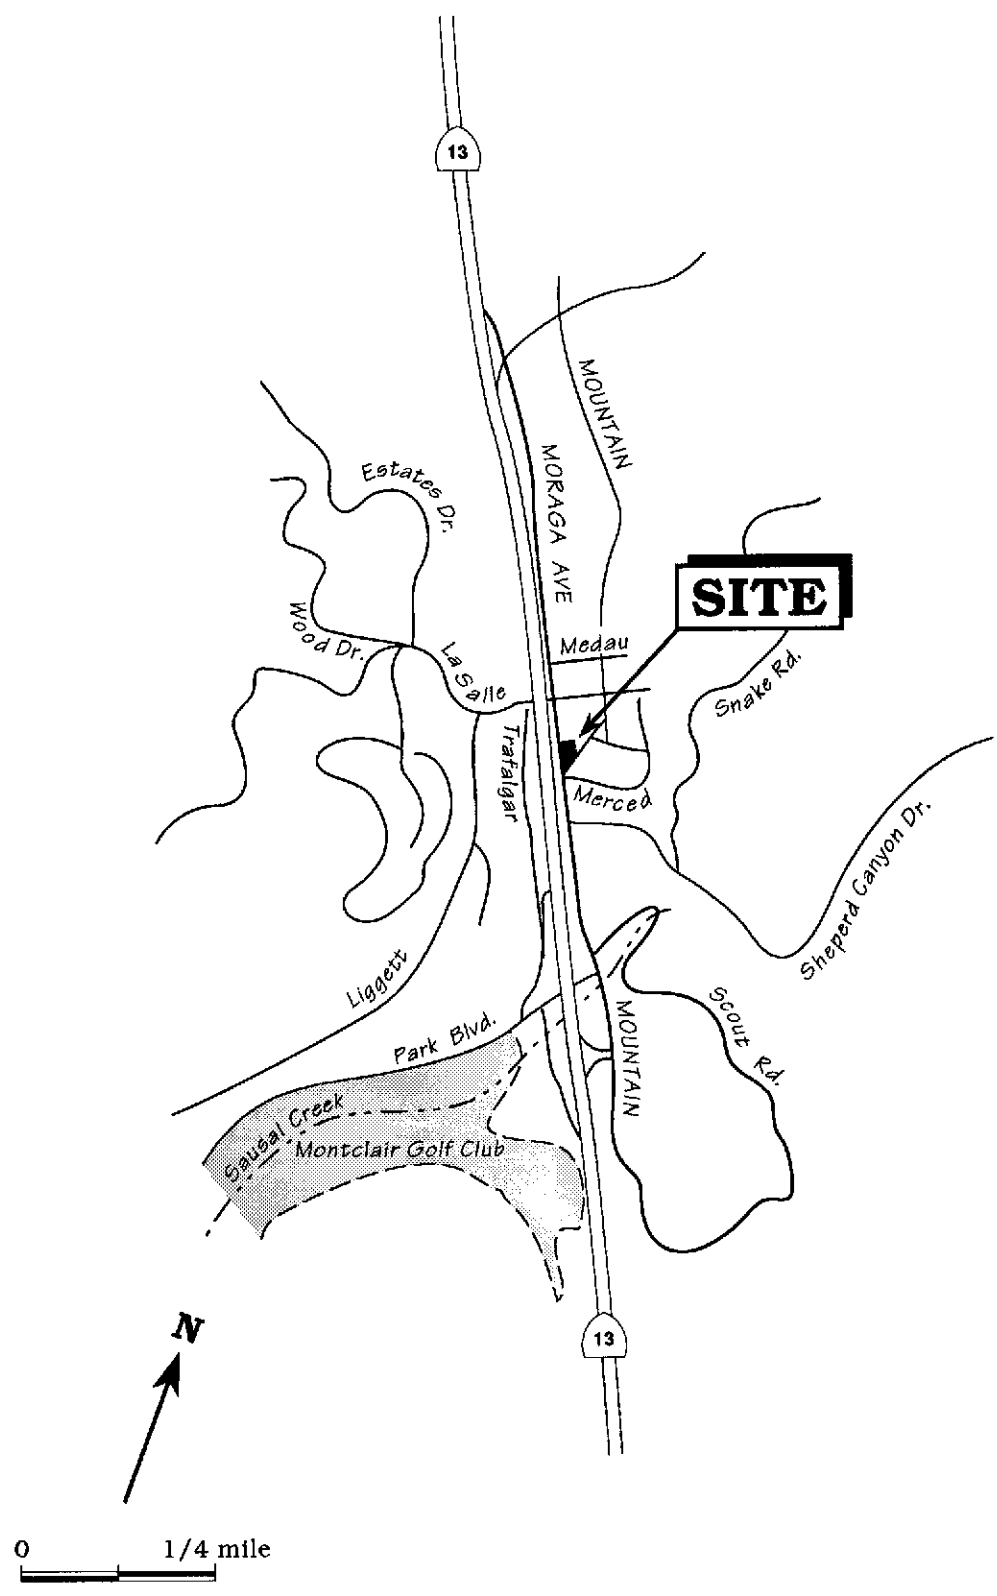 13
MOUNTAIN
MORAGA AVE
Estates Dr.
SITE
Wood Dr.
La Salle
Medau
Snake Rd.
Trafalgar
Merced
Sheperd Canyon Dr.
Liggett
Scout Rd.
Park Blvd.
MOUNTAIN
Sausal Creek
Montclair Golf Club
13
N
0 1/4 mile